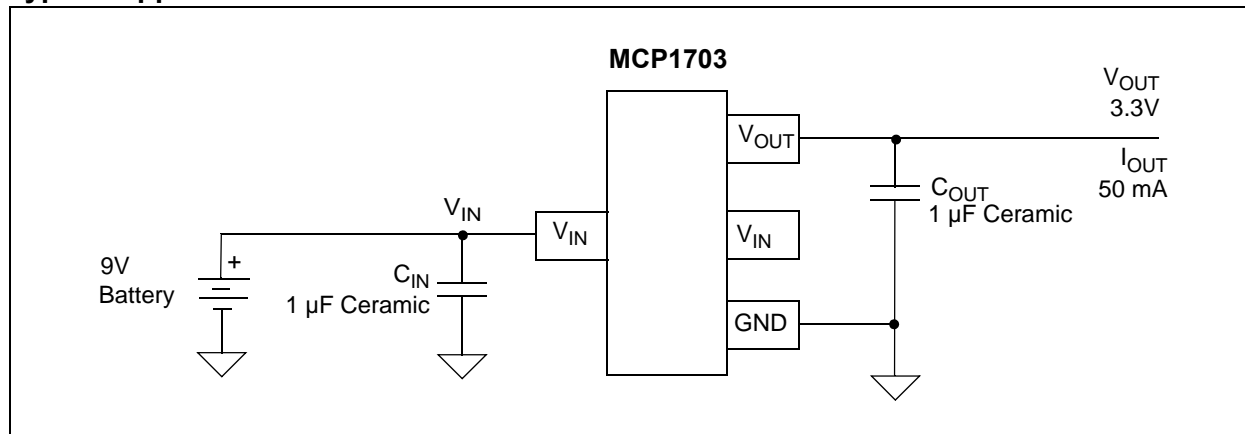 MCP1703
VOUT
3.3V
VOUT
IOUT
50 mA
COUT
1 µF Ceramic
VIN
VIN
VIN
9V
Battery
+
CIN
1 µF Ceramic
GND